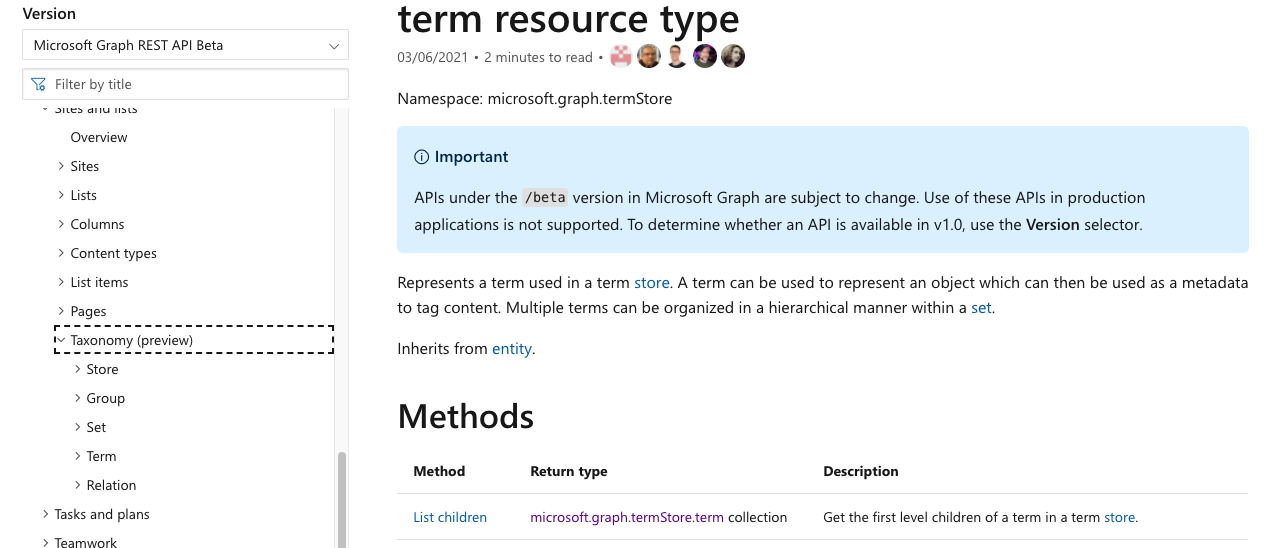 Version
Microsoft Graph REST API Beta
Filter by title
Sites and lists
Overview
Sites
Lists
Columns
Content types
List items
Pages
Taxonomy (preview)
Store
Group
Set
Term
Relation
Tasks and plans
Teamwork
term resource type
03/06/2021 • 2 minutes to read •
Namespace: microsoft.graph.termStore
Important
APIs under the /beta version in Microsoft Graph are subject to change. Use of these APIs in production
applications is not supported. To determine whether an API is available in v1.0, use the Version selector.
Represents a term used in a term store. A term can be used to represent an object which can then be used as a metadata
to tag content. Multiple terms can be organized in a hierarchical manner within a set.
Inherits from entity.
Methods
Method Return type Description
List children microsoft.graph.termStore.term collection Get the first level children of a term in a term store.